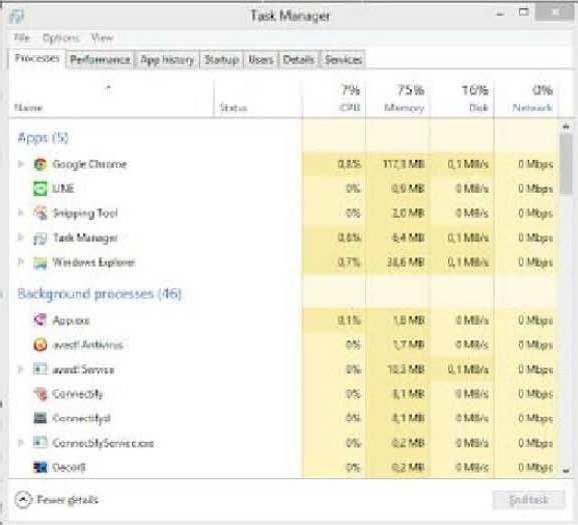 Task Manager
File Options View
Processes Performance App history Startup Users Details Services
7% 75% 16% 0%
Name Status CPU Memory Disk Network
Apps (5)
Google Chrome 0,8% 117,3 MB 0,1 MB/s 0 Mbps
LINE 0% 0,9 MB 0 MB/s 0 Mbps
Snipping Tool 0% 2,0 MB 0 MB/s 0 Mbps
Task Manager 0,6% 6,4 MB 0,1 MB/s 0 Mbps
Windows Explorer 0,7% 38,6 MB 0,1 MB/s 0 Mbps
Background processes (46)
App.exe 0,1% 1,8 MB 0 MB/s 0 Mbps
avast! Antivirus 0% 1,7 MB 0 MB/s 0 Mbps
avast! Service 0% 10,3 MB 0,1 MB/s 0 Mbps
Connectify 0% 8,1 MB 0 MB/s 0 Mbps
Connectifyd 0% 8,1 MB 0 MB/s 0 Mbps
ConnectifyService.exe 0% 0,2 MB 0 MB/s 0 Mbps
0% 0,2 MB 0 MB/s 0 Mbps
Fewer details End task